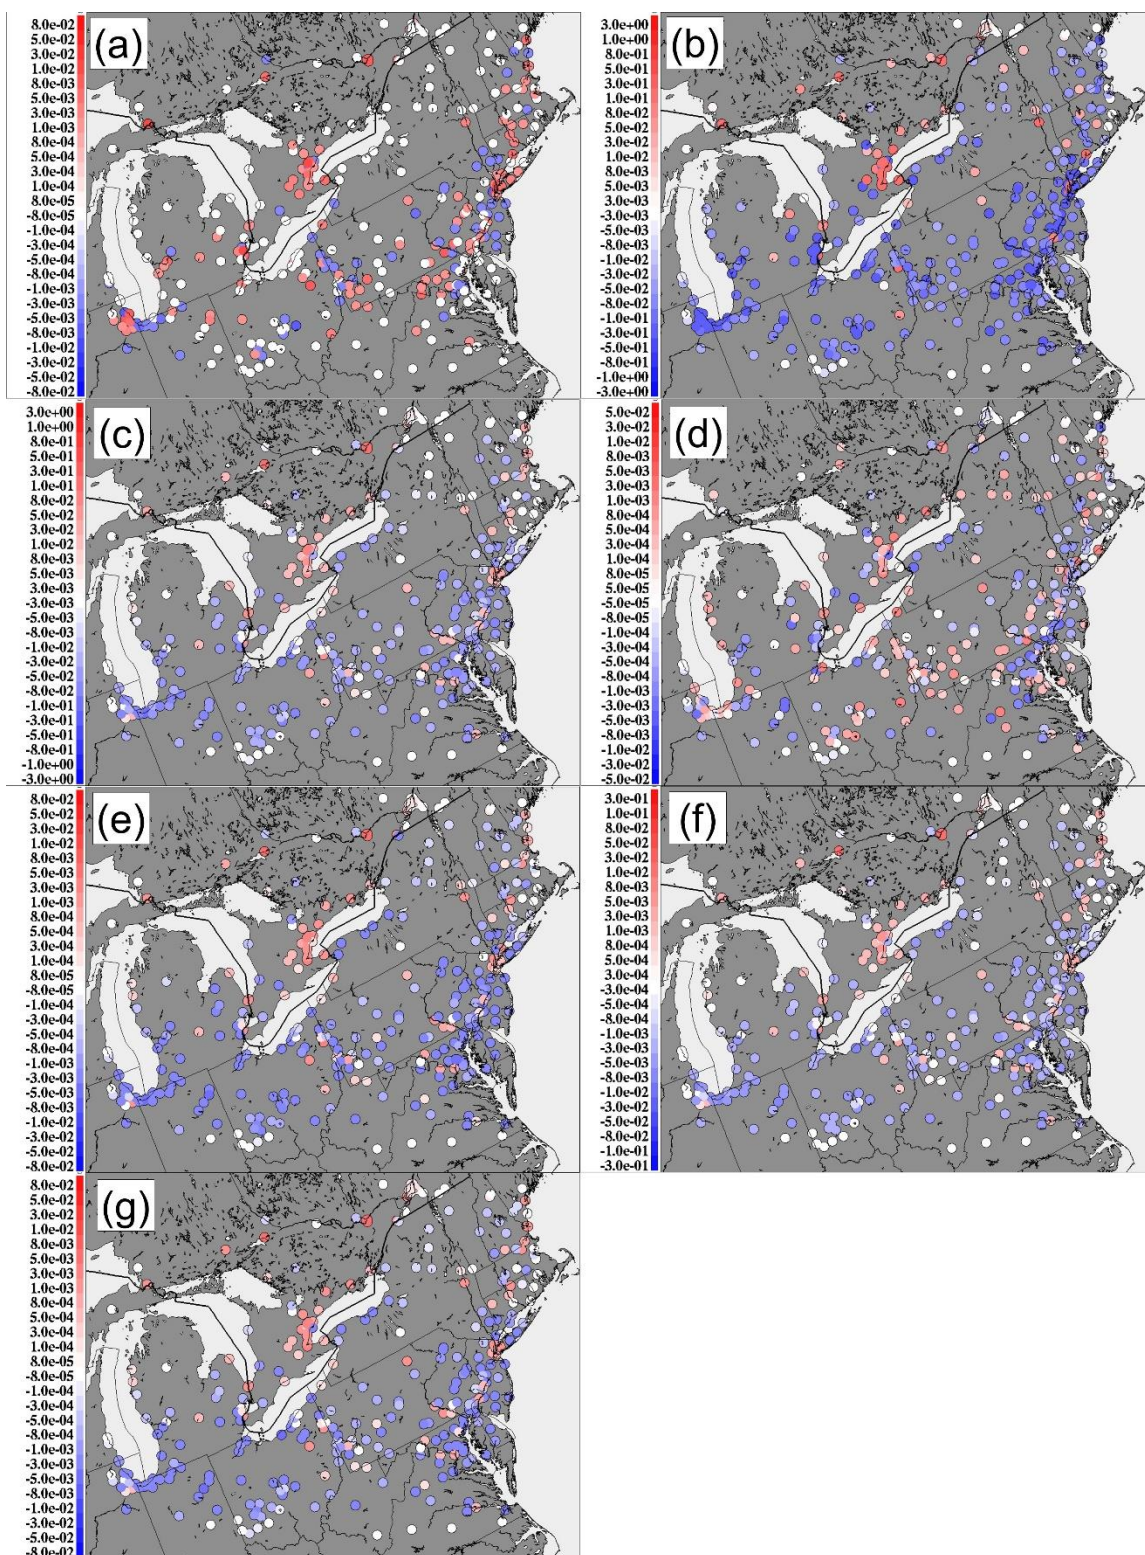 (a)
8.0e-02
5.0e-02
3.0e-02
1.0e-02
8.0e-03
5.0e-03
3.0e-03
1.0e-03
8.0e-04
5.0e-04
3.0e-04
1.0e-04
8.0e-05
-8.0e-05
-1.0e-04
-3.0e-04
-5.0e-04
-8.0e-04
-1.0e-03
-3.0e-03
-5.0e-03
-8.0e-03
-1.0e-02
-3.0e-02
-5.0e-02
-8.0e-02
(b)
3.0e+00
1.0e+00
8.0e-01
5.0e-01
3.0e-01
1.0e-01
8.0e-02
5.0e-02
3.0e-02
1.0e-02
8.0e-03
5.0e-03
3.0e-03
-3.0e-03
-5.0e-03
-8.0e-03
-1.0e-02
-3.0e-02
-5.0e-02
-8.0e-02
-1.0e-01
-3.0e-01
-5.0e-01
-8.0e-01
-1.0e+00
-3.0e+00
(c)
3.0e+00
1.0e+00
8.0e-01
5.0e-01
3.0e-01
1.0e-01
8.0e-02
5.0e-02
3.0e-02
1.0e-02
8.0e-03
5.0e-03
3.0e-03
-3.0e-03
-5.0e-03
-8.0e-03
-1.0e-02
-3.0e-02
-5.0e-02
-8.0e-02
-1.0e-01
-3.0e-01
-5.0e-01
-8.0e-01
-1.0e+00
-3.0e+00
(d)
5.0e-02
3.0e-02
1.0e-02
8.0e-03
5.0e-03
3.0e-03
1.0e-03
8.0e-04
5.0e-04
3.0e-04
1.0e-04
8.0e-05
5.0e-05
-5.0e-05
-8.0e-05
-1.0e-04
-3.0e-04
-5.0e-04
-8.0e-04
-1.0e-03
-3.0e-03
-5.0e-03
-8.0e-03
-1.0e-02
-3.0e-02
-5.0e-02
(e)
8.0e-02
5.0e-02
3.0e-02
1.0e-02
8.0e-03
5.0e-03
3.0e-03
1.0e-03
8.0e-04
5.0e-04
3.0e-04
1.0e-04
8.0e-05
-8.0e-05
-1.0e-04
-3.0e-04
-5.0e-04
-8.0e-04
-1.0e-03
-3.0e-03
-5.0e-03
-8.0e-03
-1.0e-02
-3.0e-02
-5.0e-02
-8.0e-02
(f)
3.0e-01
1.0e-01
8.0e-02
5.0e-02
3.0e-02
1.0e-02
8.0e-03
5.0e-03
3.0e-03
1.0e-03
8.0e-04
5.0e-04
3.0e-04
-3.0e-04
-5.0e-04
-8.0e-04
-1.0e-03
-3.0e-03
-5.0e-03
-8.0e-03
-1.0e-02
-3.0e-02
-5.0e-02
-8.0e-02
-1.0e-01
-3.0e-01
(g)
8.0e-02
5.0e-02
3.0e-02
1.0e-02
8.0e-03
5.0e-03
3.0e-03
1.0e-03
8.0e-04
5.0e-04
3.0e-04
1.0e-04
8.0e-05
-8.0e-05
-1.0e-04
-3.0e-04
-5.0e-04
-8.0e-04
-1.0e-03
-3.0e-03
-5.0e-03
-8.0e-03
-1.0e-02
-3.0e-02
-5.0e-02
-8.0e-02